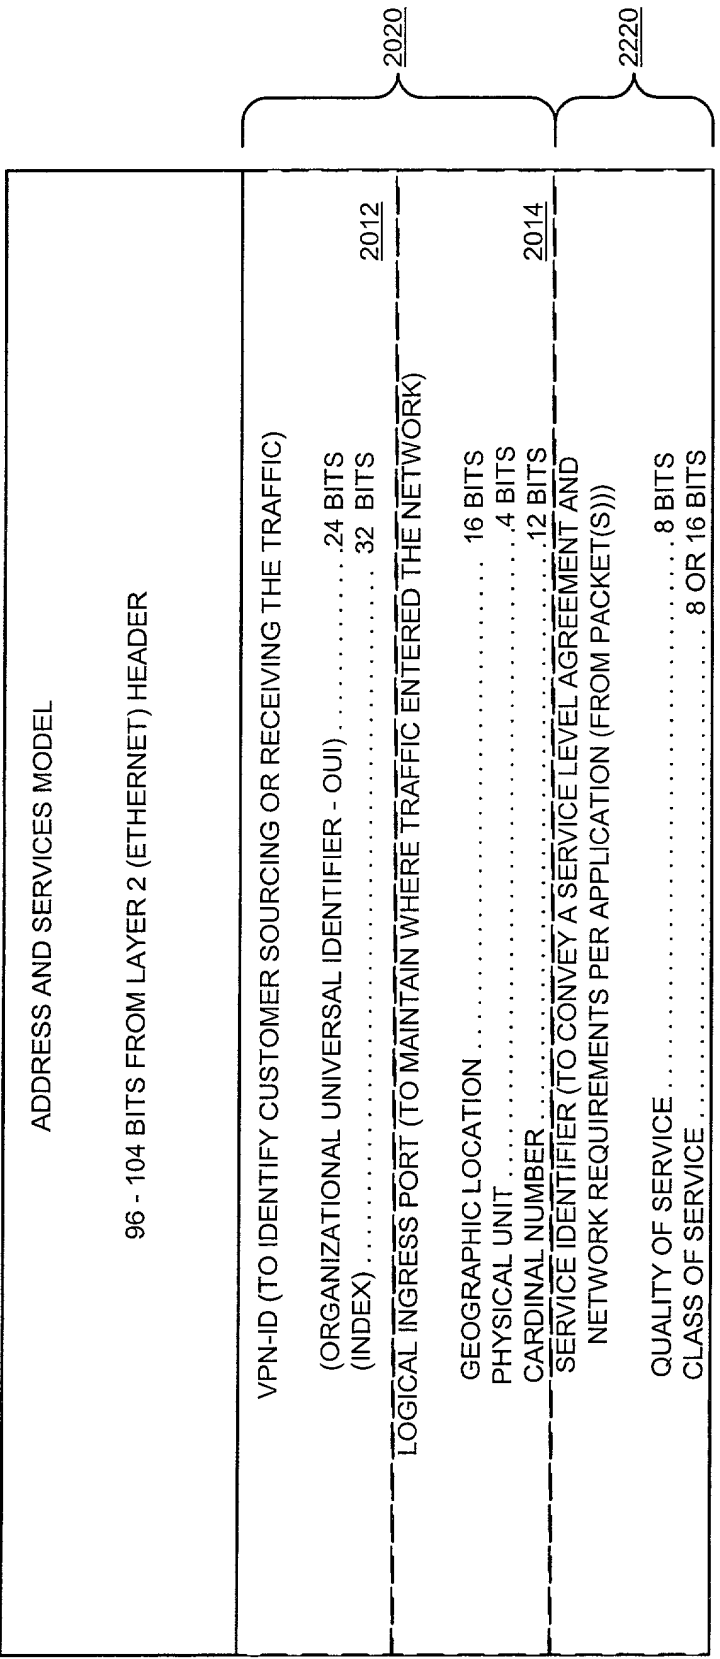 ADDRESS AND SERVICES MODEL
96 - 104 BITS FROM LAYER 2 (ETHERNET) HEADER
VPN-ID (TO IDENTIFY CUSTOMER SOURCING OR RECEIVING THE TRAFFIC)
(ORGANIZATIONAL UNIVERSAL IDENTIFIER - OUI) . . . . . . . . . . . 24 BITS
(INDEX) . . . . . . . . . . . . . . . . . . . . . . . . . . . . . . . . . . . . . 32 BITS
2012
2020
LOGICAL INGRESS PORT (TO MAINTAIN WHERE TRAFFIC ENTERED THE NETWORK)
GEOGRAPHIC LOCATION . . . . . . . . . . . . . . . . . . . . . . . . . . 16 BITS
PHYSICAL UNIT . . . . . . . . . . . . . . . . . . . . . . . . . . . . . . . . . 4 BITS
CARDINAL NUMBER . . . . . . . . . . . . . . . . . . . . . . . . . . . . . 12 BITS
2014
SERVICE IDENTIFIER (TO CONVEY A SERVICE LEVEL AGREEMENT AND
NETWORK REQUIREMENTS PER APPLICATION (FROM PACKET(S)))
2220
QUALITY OF SERVICE . . . . . . . . . . . . . . . . . . . . . . . . . . . . 8 BITS
CLASS OF SERVICE . . . . . . . . . . . . . . . . . . . . . . . . . 8 OR 16 BITS